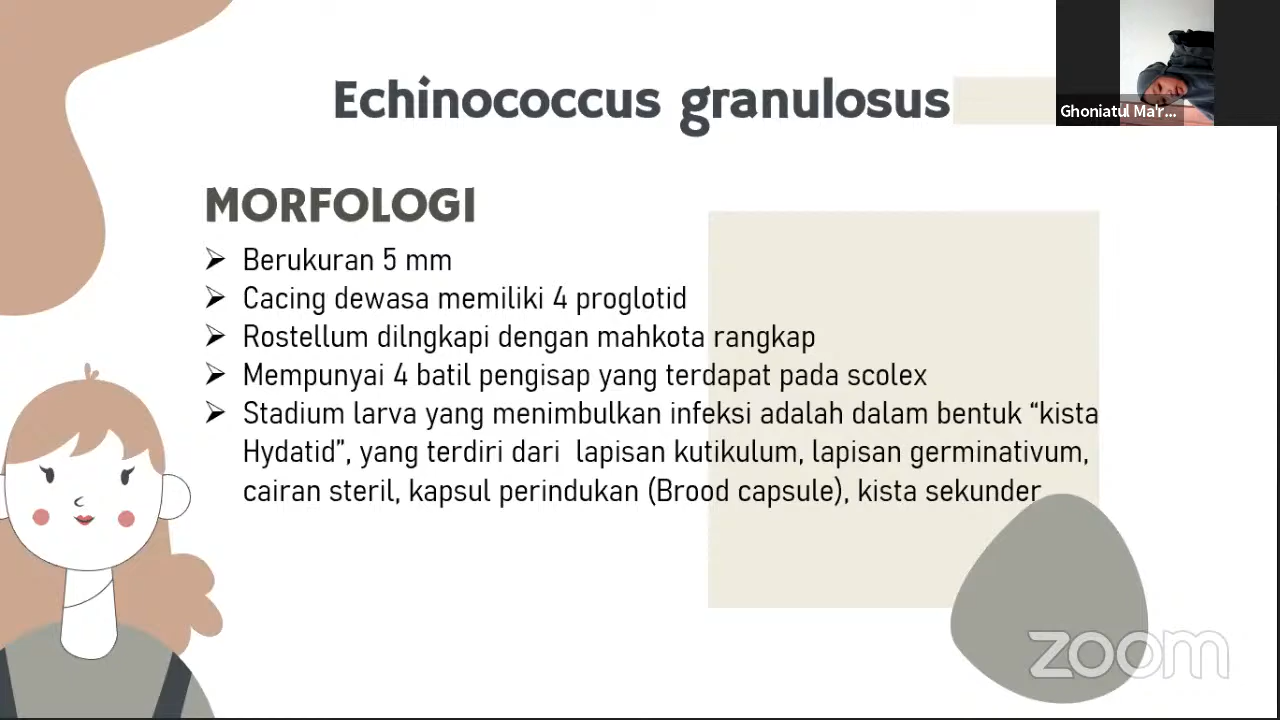 Echinococcus granulosus
Ghoniatul Ma'r...
MORFOLOGI
➢ Berukuran 5 mm
➢ Cacing dewasa memiliki 4 proglotid
➢ Rostellum dilngkapi dengan mahkota rangkap
➢ Mempunyai 4 batil pengisap yang terdapat pada scolex
➢ Stadium larva yang menimbulkan infeksi adalah dalam bentuk “kista
Hydatid”, yang terdiri dari lapisan kutikulum, lapisan germinativum,
cairan steril, kapsul perindukan (Brood capsule), kista sekunder
zoom